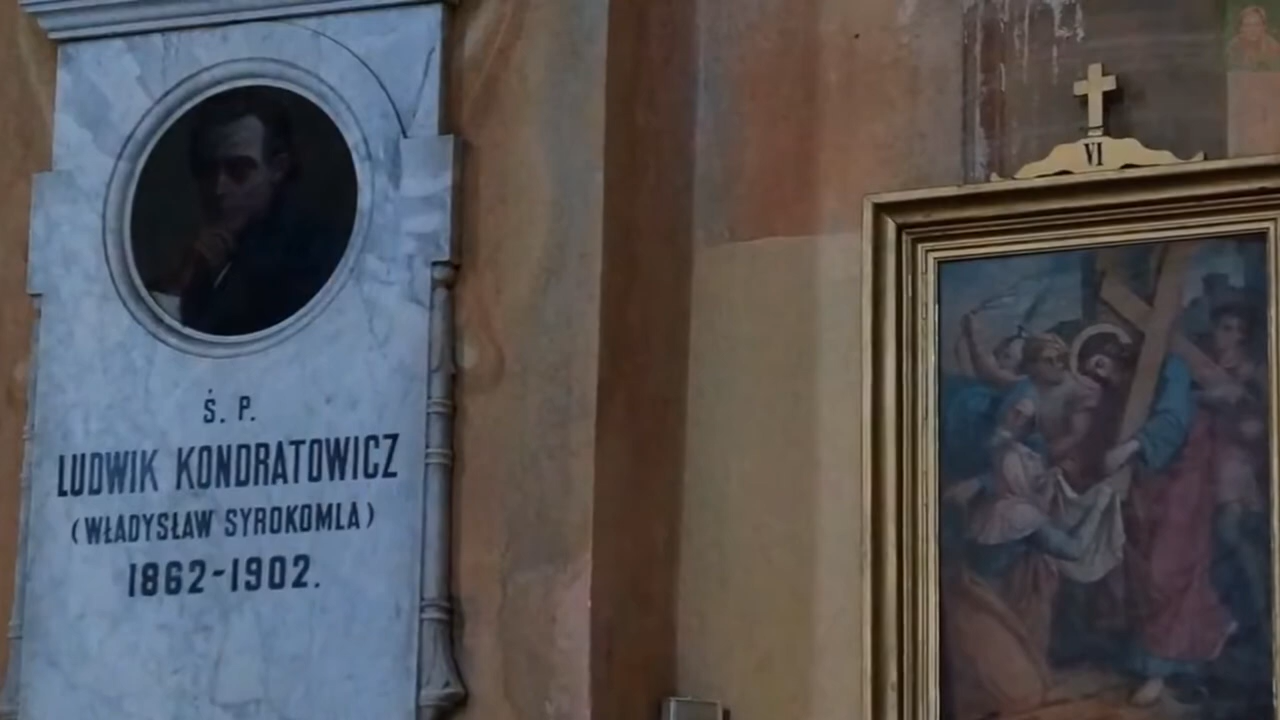 Ś. P.
LUDWIK KONDRATOWICZ
(WŁADYSŁAW SYROKOMLA)
1862-1902.
VI